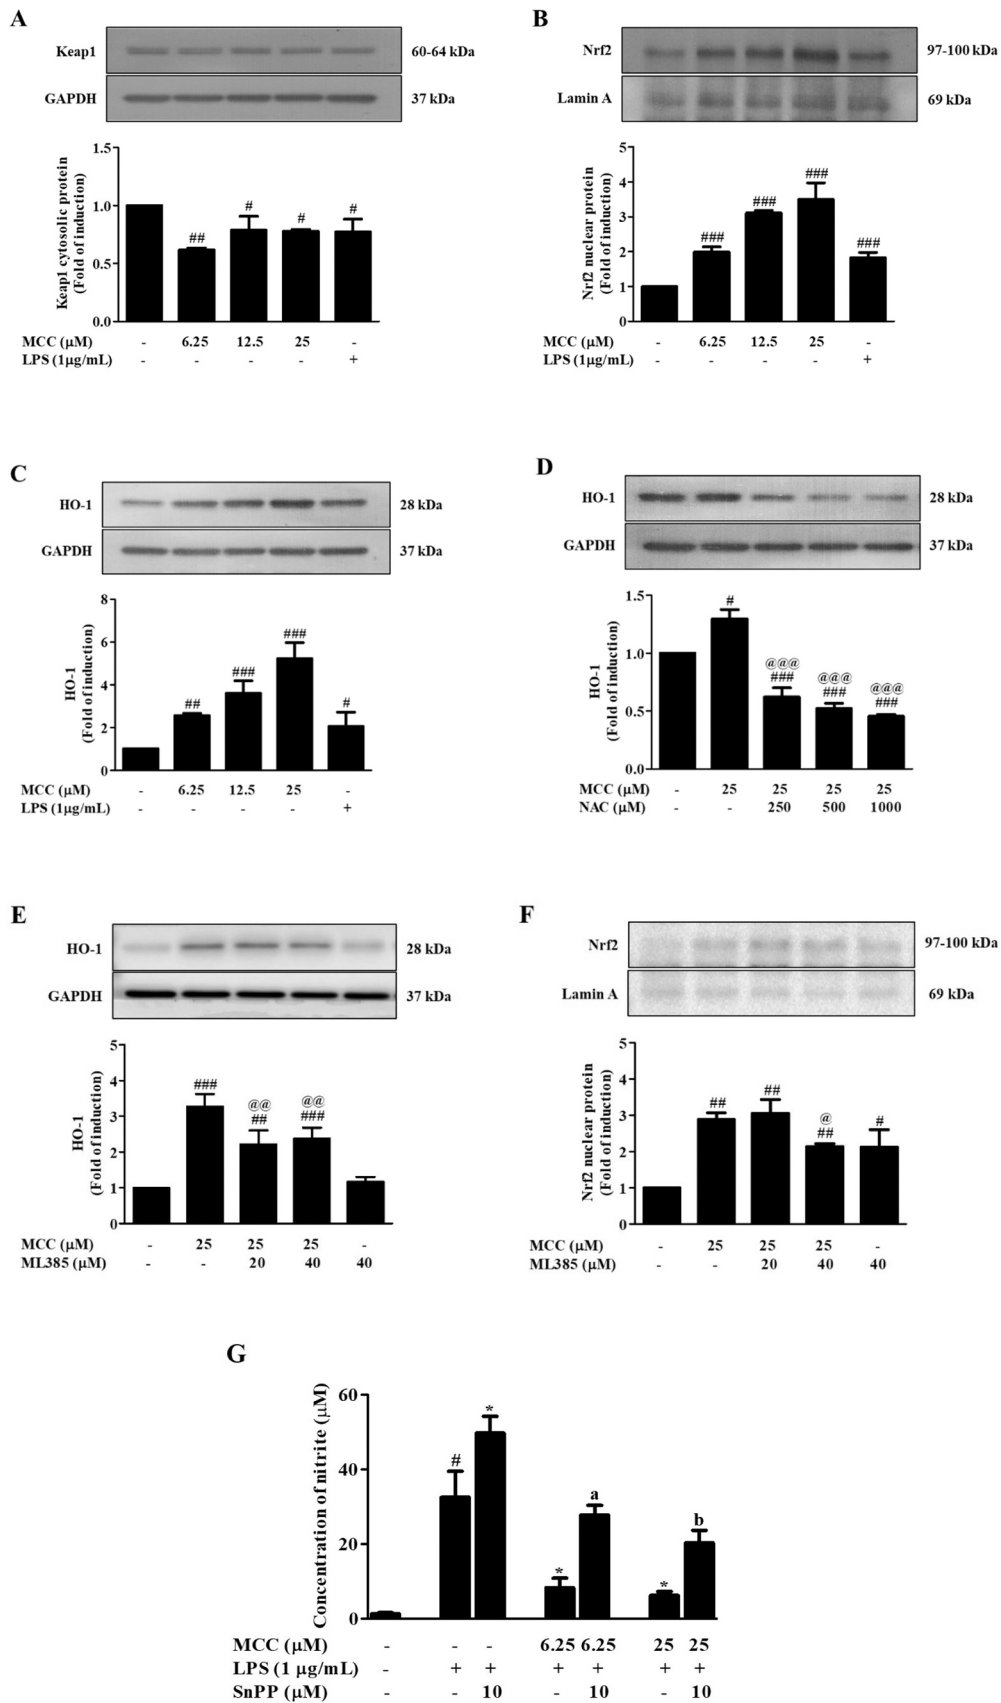 A
Keap1
60-64 kDa
GAPDH
37 kDa
Keap1 cytosolic protein
(Fold of induction)
1.5
1.0
0.5
0.0
##
#
#
#
MCC (μM) - 6.25 12.5 25 -
LPS (1μg/mL) - - - - +
B
Nrf2
97-100 kDa
Lamin A
69 kDa
Nrf2 nuclear protein
(Fold of induction)
5
4
3
2
1
0
###
###
###
###
MCC (μM) - 6.25 12.5 25 -
LPS (1μg/mL) - - - - +
C
HO-1
28 kDa
GAPDH
37 kDa
HO-1
(Fold of induction)
8
6
4
2
0
##
###
###
#
MCC (μM) - 6.25 12.5 25 -
LPS (1μg/mL) - - - - +
D
HO-1
28 kDa
GAPDH
37 kDa
HO-1
(Fold of induction)
1.5
1.0
0.5
0.0
#
@@@
###
@@@
###
@@@
###
MCC (μM) - 25 25 25 25
NAC (μM) - - 250 500 1000
E
HO-1
28 kDa
GAPDH
37 kDa
HO-1
(Fold of induction)
5
4
3
2
1
0
###
@@
##
@@
###
MCC (μM) - 25 25 25 -
ML385 (μM) - - 20 40 40
F
Nrf2
97-100 kDa
Lamin A
69 kDa
Nrf2 nuclear protein
(Fold of induction)
5
4
3
2
1
0
##
##
@
##
#
MCC (μM) - 25 25 25 -
ML385 (μM) - - 20 40 40
G
Concentration of nitrite (μM)
60
40
20
0
#
*
*
a
*
b
MCC (μM) - - - 6.25 6.25 25 25
LPS (1 μg/mL) - + + + + + +
SnPP (μM) - - 10 - 10 - 10